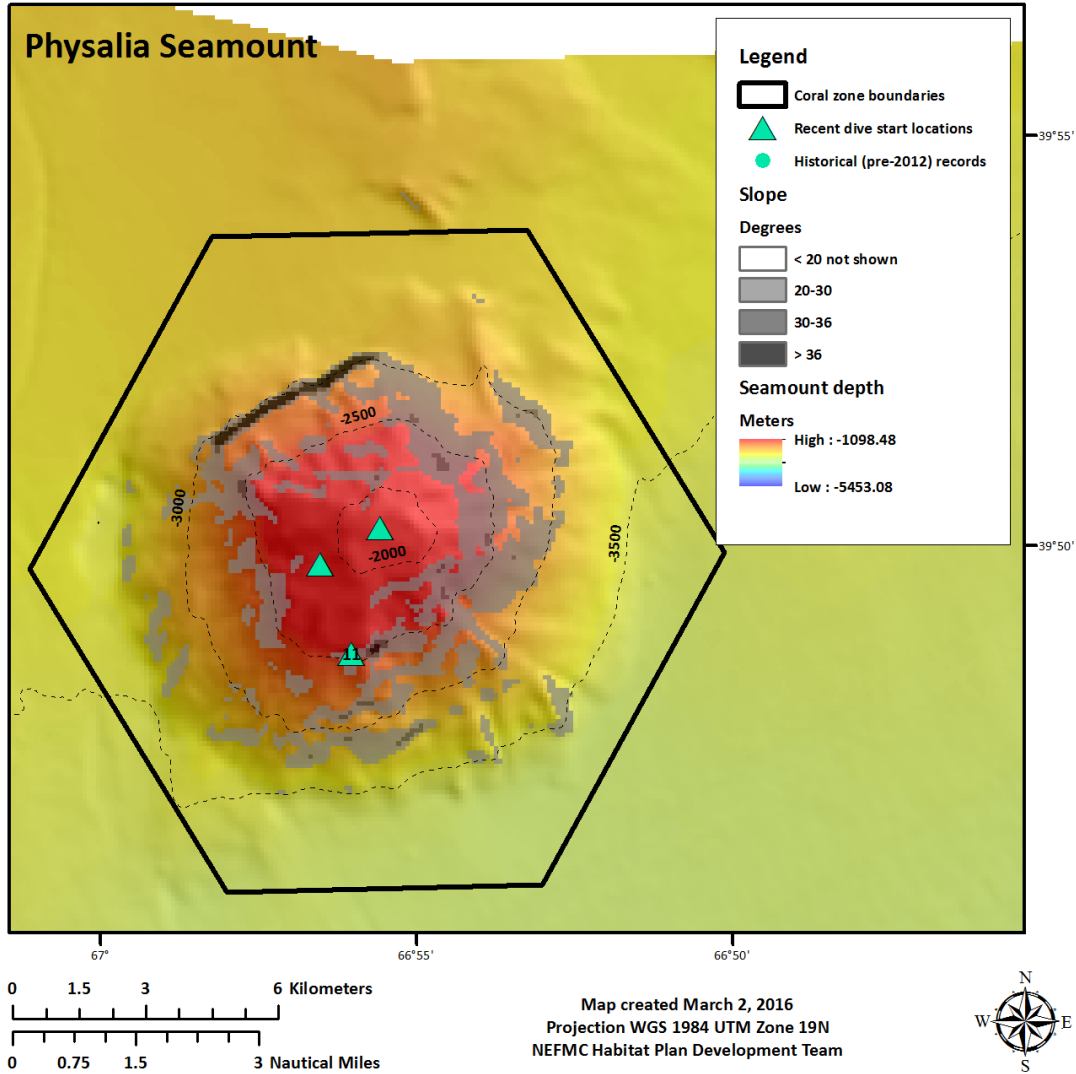 Physalia Seamount
Legend
Coral zone boundaries
Recent dive start locations
Historical (pre-2012) records
Slope
Degrees
< 20 not shown
20-30
30-36
> 36
Seamount depth
Meters
High : -1098.48
Low : -5453.08
39°55'
39°50'
-2500
-3000
-2000
-3500
11
67°
66°55'
66°50'
0 1.5 3 6 Kilometers
0 0.75 1.5 3 Nautical Miles
Map created March 2, 2016
Projection WGS 1984 UTM Zone 19N
NEFMC Habitat Plan Development Team
N
W E
S